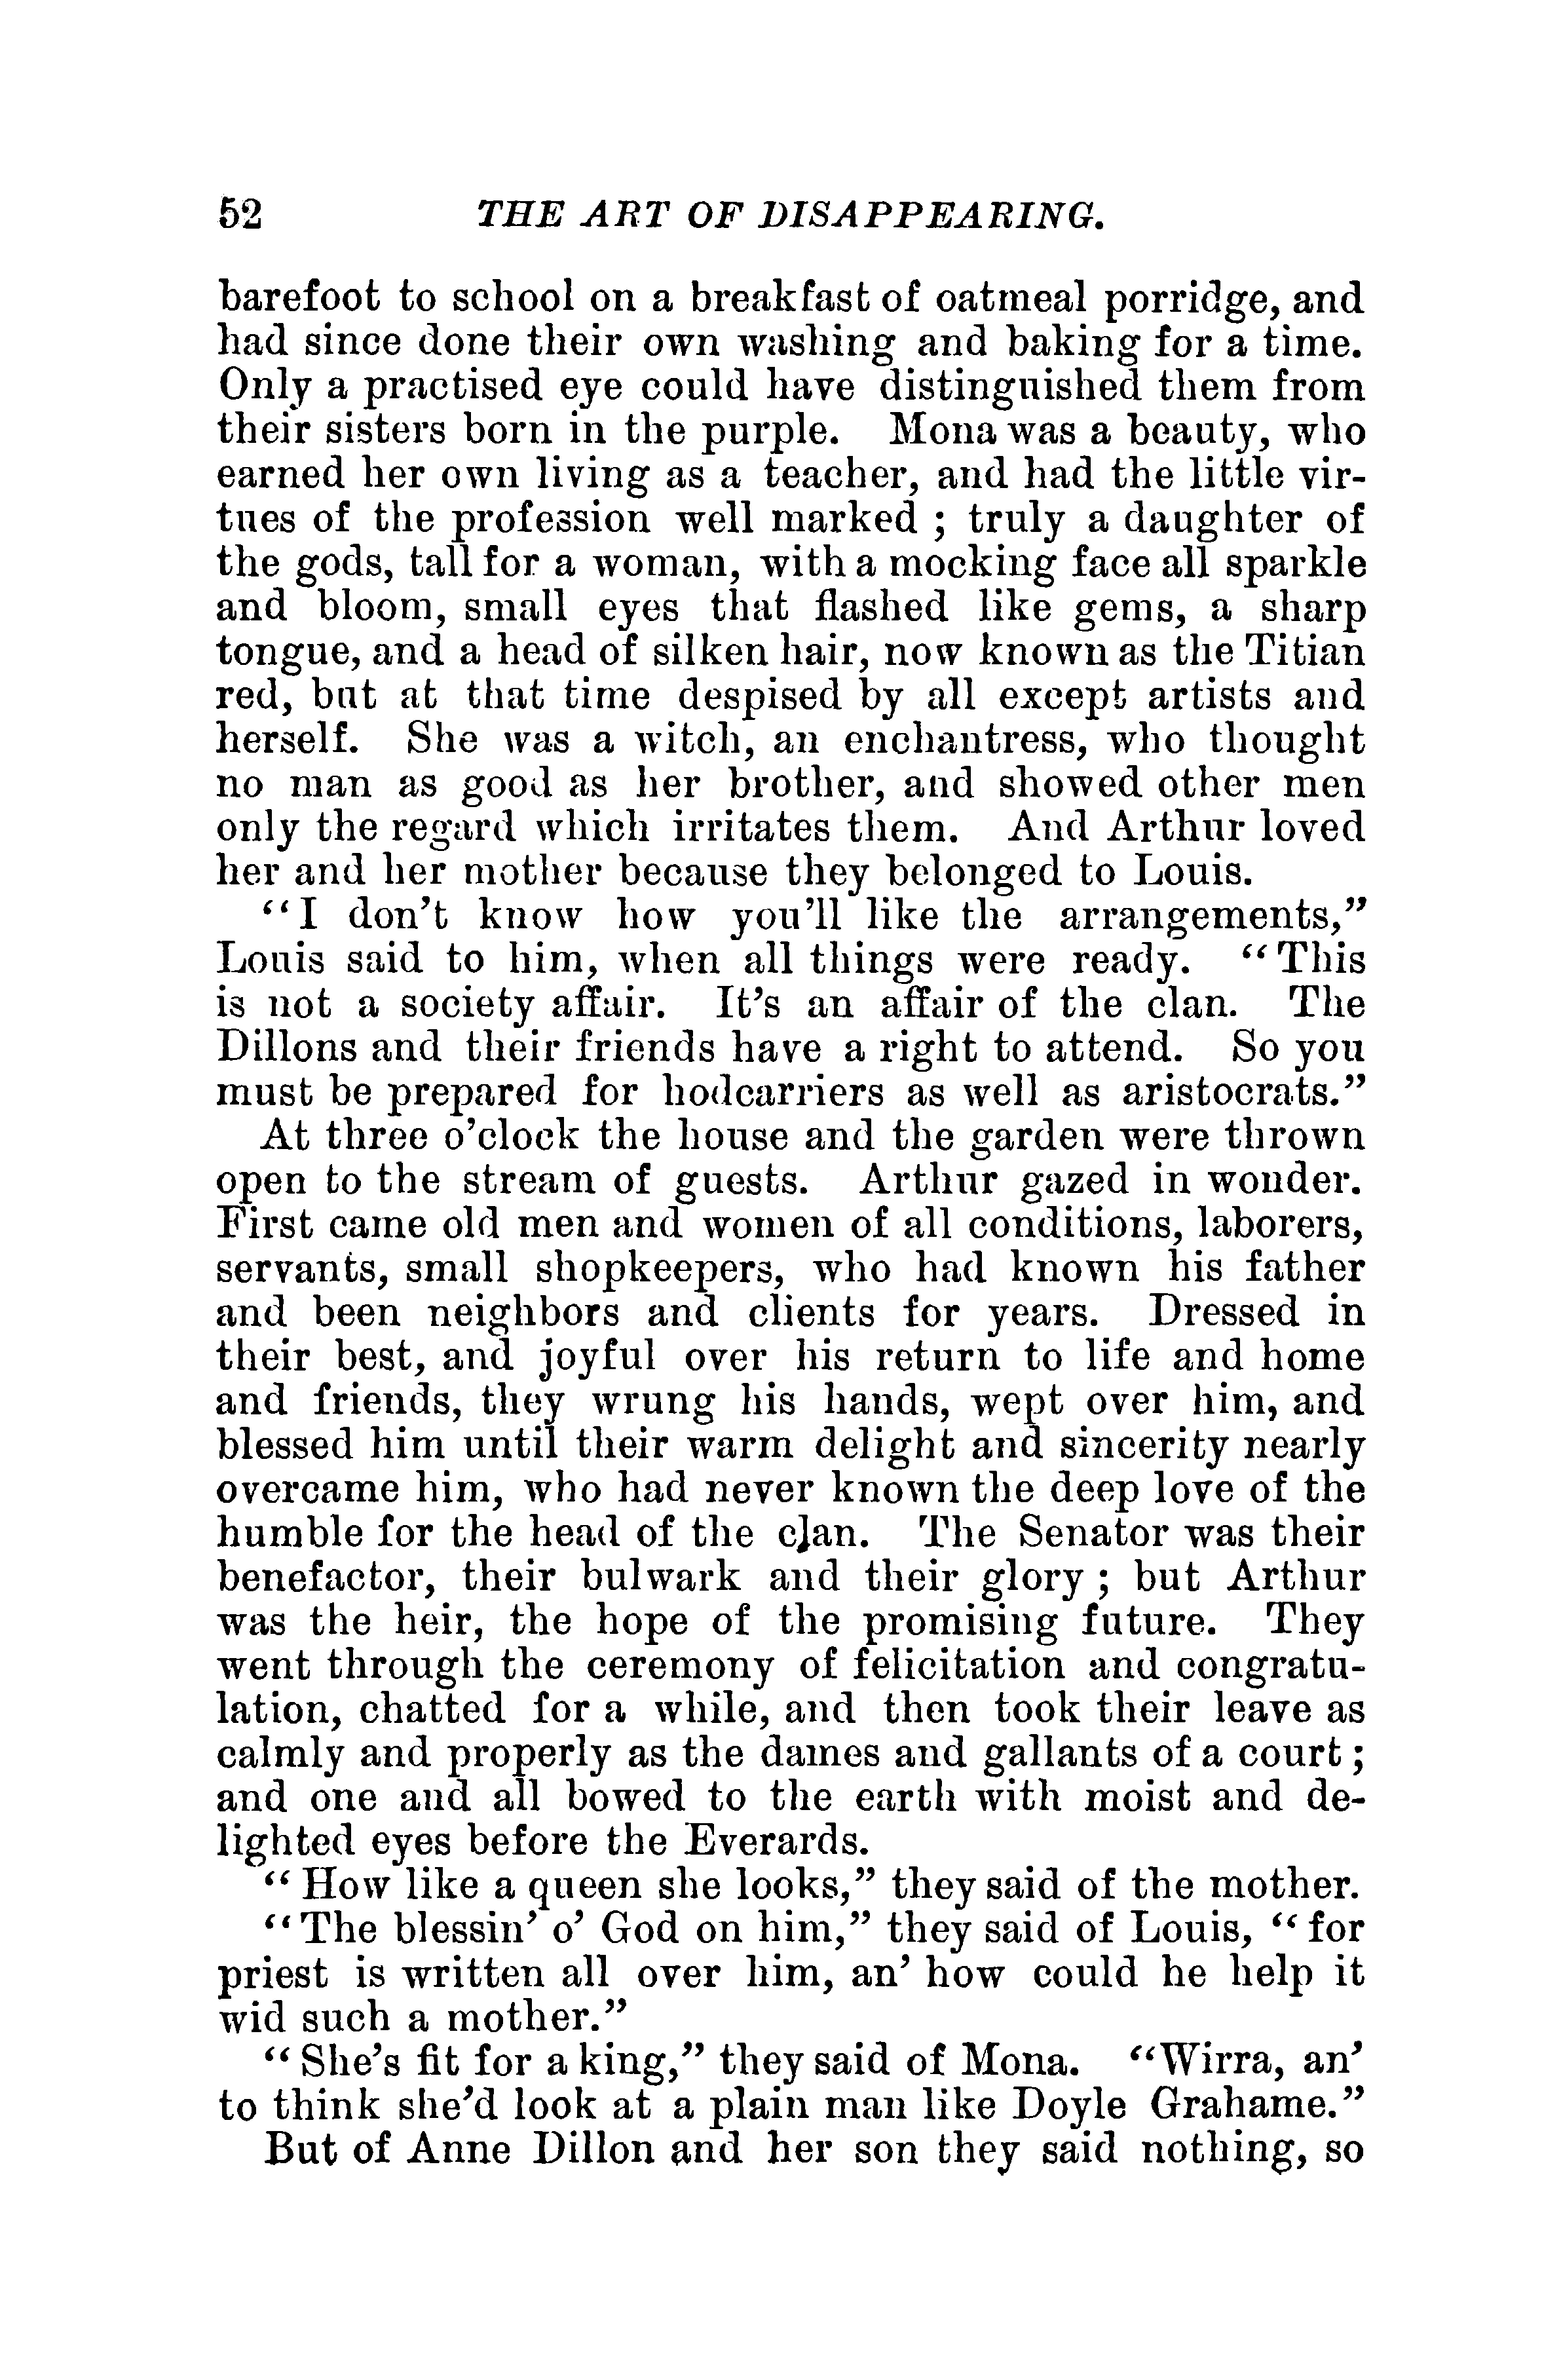 52 THE ART OF DISAPPEARING.
barefoot to school on a breakfast of oatmeal porridge, and
had since done their own washing and baking for a time.
Only a practised eye could have distinguished them from
their sisters born in the purple. Mona was a beauty, who
earned her own living as a teacher, and had the little vir-
tues of the profession well marked ; truly a daughter of
the gods, tall for a woman, with a mocking face all sparkle
and bloom, small eyes that flashed like gems, a sharp
tongue, and a head of silken hair, now known as the Titian
red, but at that time despised by all except artists and
herself. She was a witch, an enchantress, who thought
no man as good as her brother, and showed other men
only the regard which irritates them. And Arthur loved
her and her mother because they belonged to Louis.
“I don’t know how you’ll like the arrangements,”
Louis said to him, when all things were ready. “This
is not a society affair. It’s an affair of the clan. The
Dillons and their friends have a right to attend. So you
must be prepared for hodcarriers as well as aristocrats.”
At three o’clock the house and the garden were thrown
open to the stream of guests. Arthur gazed in wonder.
First came old men and women of all conditions, laborers,
servants, small shopkeepers, who had known his father
and been neighbors and clients for years. Dressed in
their best, and joyful over his return to life and home
and friends, they wrung his hands, wept over him, and
blessed him until their warm delight and sincerity nearly
overcame him, who had never known the deep love of the
humble for the head of the clan. The Senator was their
benefactor, their bulwark and their glory ; but Arthur
was the heir, the hope of the promising future. They
went through the ceremony of felicitation and congratu-
lation, chatted for a while, and then took their leave as
calmly and properly as the dames and gallants of a court ;
and one and all bowed to the earth with moist and de-
lighted eyes before the Everards.
“How like a queen she looks,” they said of the mother.
“The blessin’ o’ God on him,” they said of Louis, “for
priest is written all over him, an’ how could he help it
wid such a mother.”
“She’s fit for a king,” they said of Mona. “Wirra, an’
to think she’d look at a plain man like Doyle Grahame.”
But of Anne Dillon and her son they said nothing, so